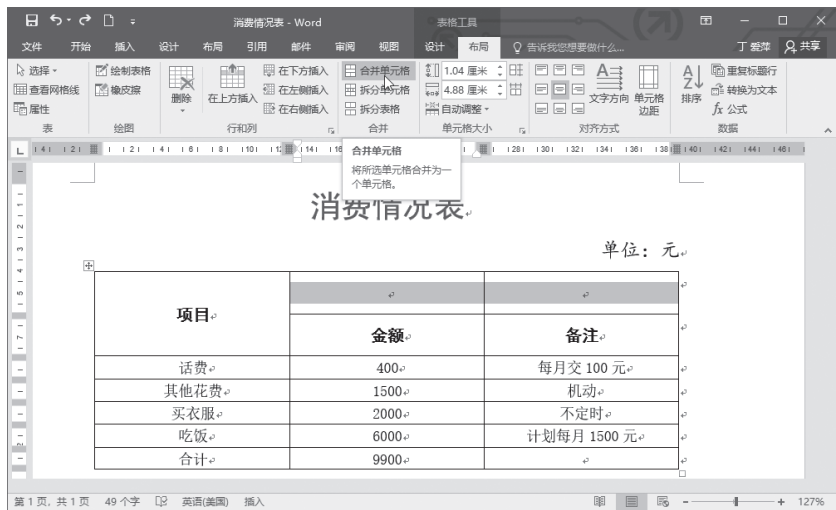 消费情况表 - Word
表格工具
文件 开始 插入 设计 布局 引用 邮件 审阅 视图 设计 布局 告诉我您想要做什么... 丁爱萍 共享
选择 绘制表格 在下方插入 合并单元格 1.04 厘米 重复标题行
查看网格线 橡皮擦 删除 在上方插入 在左侧插入 拆分单元格 4.88 厘米 文字方向 单元格边距 排序 转换为文本
属性 在右侧插入 拆分表格 自动调整 fx 公式
表 绘图 行和列 合并 单元格大小 对齐方式 数据
合并单元格
将所选单元格合并为一
个单元格。
消费情况表
单位：元
项目
金额 备注
话费 400 每月交 100 元
其他花费 1500 机动
买衣服 2000 不定时
吃饭 6000 计划每月 1500 元
合计 9900
第 1 页，共 1 页 49 个字 英语(美国) 插入 127%